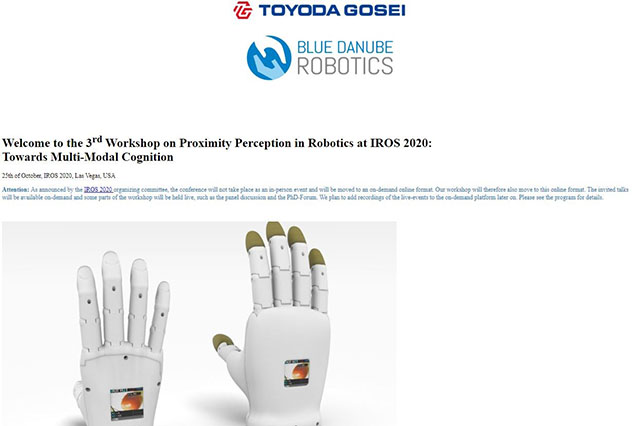 TOYODA GOSEI
BLUE DANUBE
ROBOTICS
Welcome to the 3rd Workshop on Proximity Perception in Robotics at IROS 2020:
Towards Multi-Modal Cognition
25th of October, IROS 2020, Las Vegas, USA
Attention: As announced by the IROS 2020 organizing committee, the conference will not take place as an in-person event and will be moved to an on-demand online format. Our workshop will therefore also move to this online format. The invited talks
will be available on-demand and some parts of the workshop will be held live, such as the panel discussion and the PhD-Forum. We plan to add recordings of the live-events to the on-demand platform later on. Please see the program for details.